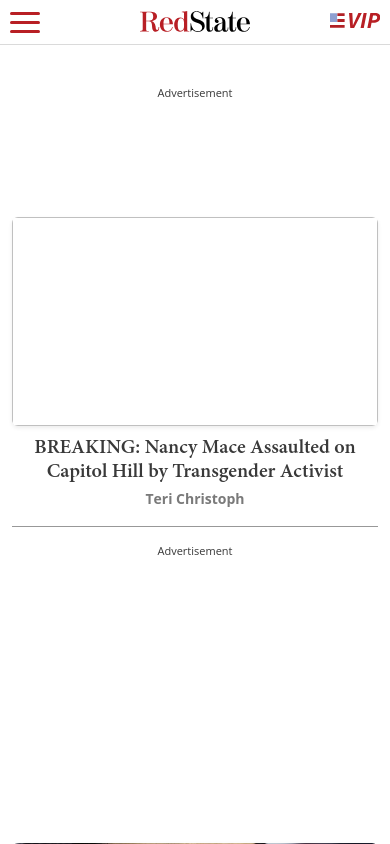 RedState
VIP
Advertisement
BREAKING: Nancy Mace Assaulted on
Capitol Hill by Transgender Activist
Teri Christoph
Advertisement